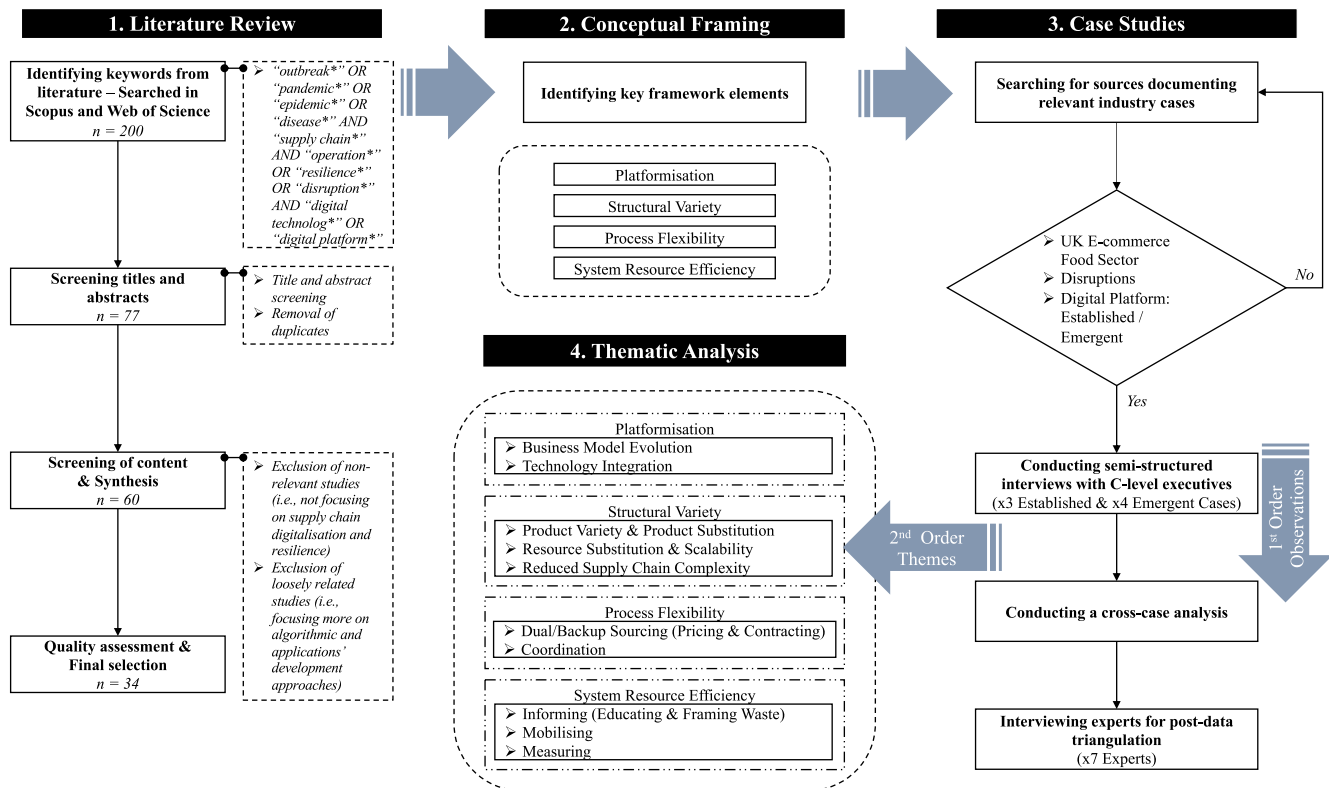 1. Literature Review
Identifying keywords from
literature – Searched in
Scopus and Web of Science
n = 200
➢ “outbreak*” OR
“pandemic*” OR
“epidemic*” OR
“disease*” AND
“supply chain*”
AND “operation*”
OR “resilience*”
OR “disruption*”
AND “digital
technolog*” OR
“digital platform*”
Screening titles and
abstracts
n = 77
➢ Title and abstract
screening
➢ Removal of
duplicates
Screening of content
& Synthesis
n = 60
➢ Exclusion of non-
relevant studies
(i.e., not focusing
on supply chain
digitalisation and
resilience)
➢ Exclusion of
loosely related
studies (i.e.,
focusing more on
algorithmic and
applications’
development
approaches)
Quality assessment &
Final selection
n = 34
2. Conceptual Framing
Identifying key framework elements
Platformisation
Structural Variety
Process Flexibility
System Resource Efficiency
3. Case Studies
Searching for sources documenting
relevant industry cases
➢ UK E-commerce
Food Sector
➢ Disruptions
➢ Digital Platform:
Established /
Emergent
No
Yes
Conducting semi-structured
interviews with C-level executives
(x3 Established & x4 Emergent Cases)
1st Order
Observations
Conducting a cross-case analysis
Interviewing experts for post-data
triangulation
(x7 Experts)
2nd Order
Themes
4. Thematic Analysis
Platformisation
➢ Business Model Evolution
➢ Technology Integration
Structural Variety
➢ Product Variety & Product Substitution
➢ Resource Substitution & Scalability
➢ Reduced Supply Chain Complexity
Process Flexibility
➢ Dual/Backup Sourcing (Pricing & Contracting)
➢ Coordination
System Resource Efficiency
➢ Informing (Educating & Framing Waste)
➢ Mobilising
➢ Measuring